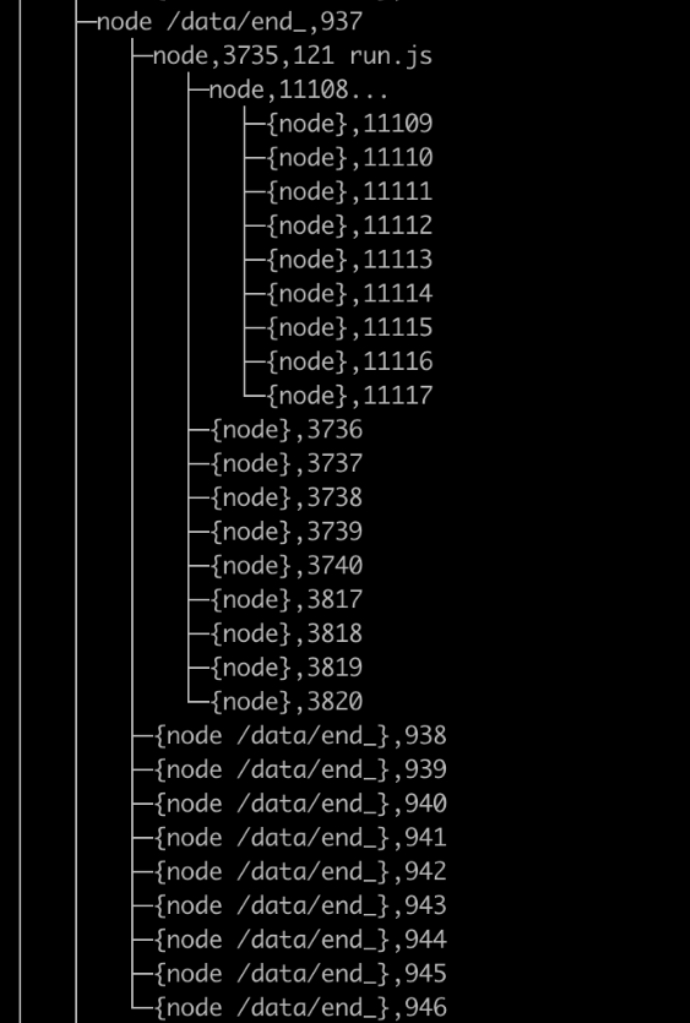 node /data/end_,937
node,3735,121 run.js
node,11108...
{node},11109
{node},11110
{node},11111
{node},11112
{node},11113
{node},11114
{node},11115
{node},11116
{node},11117
{node},3736
{node},3737
{node},3738
{node},3739
{node},3740
{node},3817
{node},3818
{node},3819
{node},3820
{node /data/end_},938
{node /data/end_},939
{node /data/end_},940
{node /data/end_},941
{node /data/end_},942
{node /data/end_},943
{node /data/end_},944
{node /data/end_},945
{node /data/end_},946